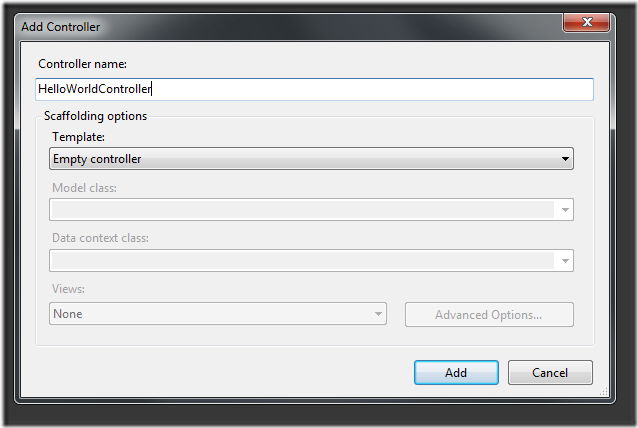 Add Controller
Controller name:
HelloWorldController
Scaffolding options
Template:
Empty controller
Model class:
Data context class:
Views:
None
Advanced Options...
Add
Cancel